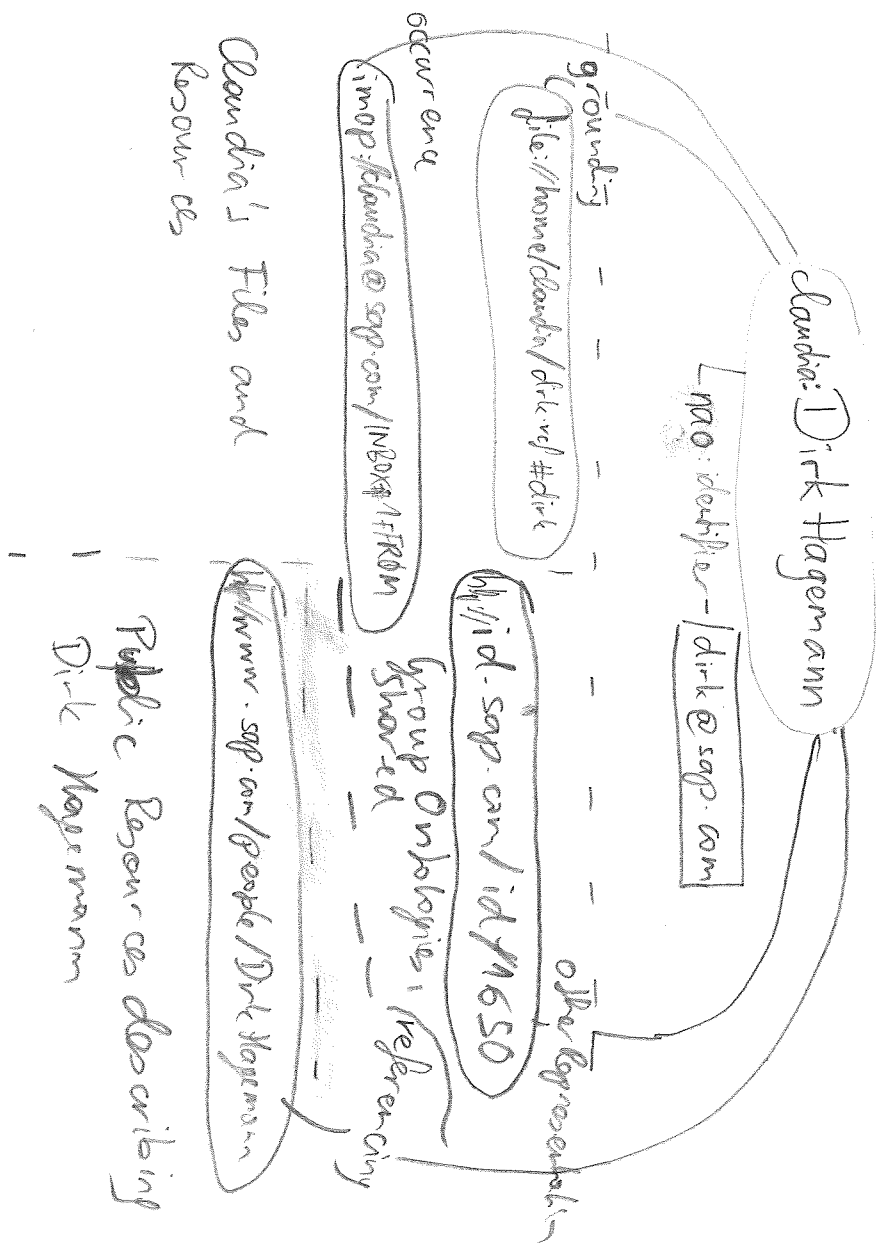 claudia:Dirk Hagemann
nao:identifier
dirk@sap.com
grounding
otherRepresentation
file://home/claudia/dirk.vcf#dirk
http://id.sap.com/id/1650
occurrence
Group Ontologies,
shared
referencing
imap://claudia@sap.com/INBOX#1#FROM
http://www.sap.com/people/DirkHagemann
Claudia's Files and
Resources
Public Resources describing
Dirk Hagemann